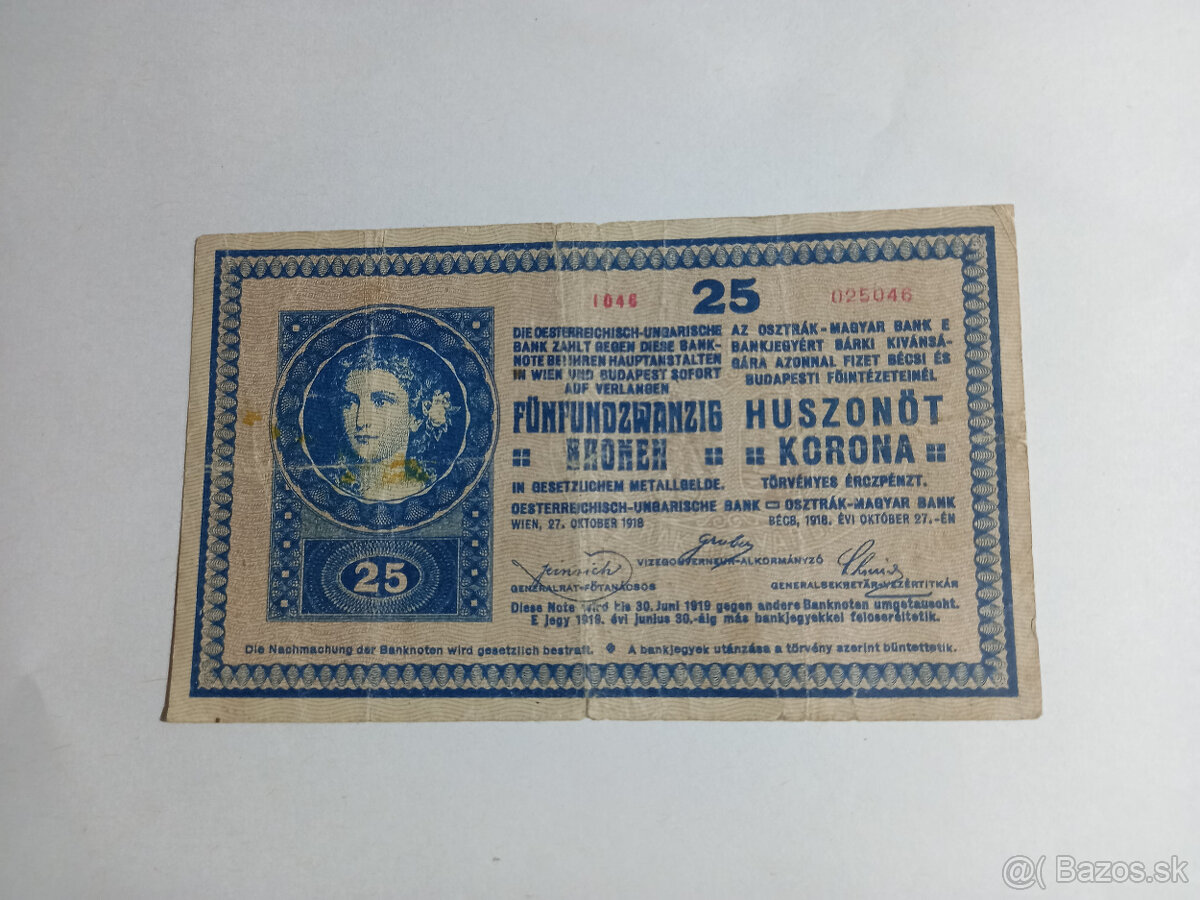 1046 25 025046
DIE OESTERREICHISCH-UNGARISCHE
BANK ZAHLT GEGEN DIESE BANK-
NOTE BEI IHREN HAUPTANSTALTEN
IN WIEN UND BUDAPEST SOFORT
AUF VERLANGEN
FÜNFUNDZWANZIG
KRONEN
IN GESETZLICHEM METALLGELDE.
AZ OSZTRÁK-MAGYAR BANK E
BANKJEGYÉRT BÁRKI KIVÁNSÁ-
GÁRA AZONNAL FIZET BÉCSI ÉS
BUDAPESTI FŐINTÉZETEINÉL
HUSZONÖT
KORONA
TÖRVÉNYES ÉRCZPÉNZT.
OESTERREICHISCH-UNGARISCHE BANK = OSZTRÁK-MAGYAR BANK
WIEN, 27. OKTOBER 1918
BÉCS, 1918. ÉVI OKTÓBER 27.-ÉN
Gruber
VIZEGOUVERNEUR-ALKORMÁNYZÓ
GENERALRAT-FŐTANÁCSOS
GENERALSEKRETÄR-VEZÉRTITKÁR
Diese Note wird bis 30. Juni 1919 gegen andere Banknoten umgetauscht.
E jegy 1919. évi junius 30.-áig más bankjegyekkel felcseréltetik.
Die Nachmachung der Banknoten wird gesetzlich bestraft. A bankjegyek utánzása a törvény szerint büntettetik.
25
@( Bazos.sk